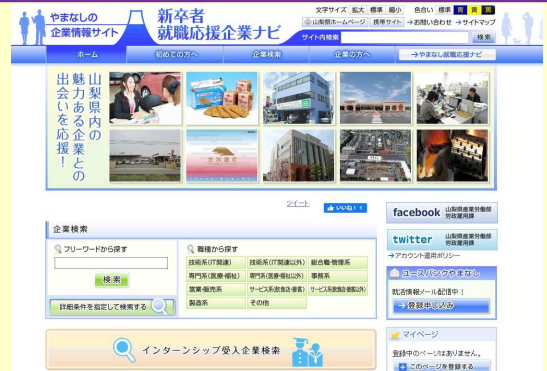 やまなしの
企業情報サイト
新卒者
就職応援企業ナビ
文字サイズ 拡大 標準 縮小 色合い 標準 青 黄 黒
山梨県ホームページ 携帯サイト お問い合わせ サイトマップ
サイト内検索 検索
ホーム 初めての方へ 企業検索 企業の方へ →やまなし就職応援ナビ
山梨県内の
魅力ある企業との
出会いを応援！
ツイート
いいね！ 1
企業検索
フリーワードから探す
検索
詳細条件を指定して検索する
職種から探す
技術系(IT関連) 技術系(IT関連以外) 総合職・管理系
専門系(医療・福祉) 専門系(医療・福祉以外) 事務系
営業・販売系 サービス系(飲食店・接客) サービス系(飲食店・接客以外)
製造系 その他
インターンシップ受入企業検索
facebook 山梨県産業労働部
労政雇用課
twitter 山梨県産業労働部
労政雇用課
→アカウント運用ポリシー
ユースバンクやまなし
就活情報メール配信中！
→ 登録申し込み
マイページ
登録中のページはありません。
このページを登録する